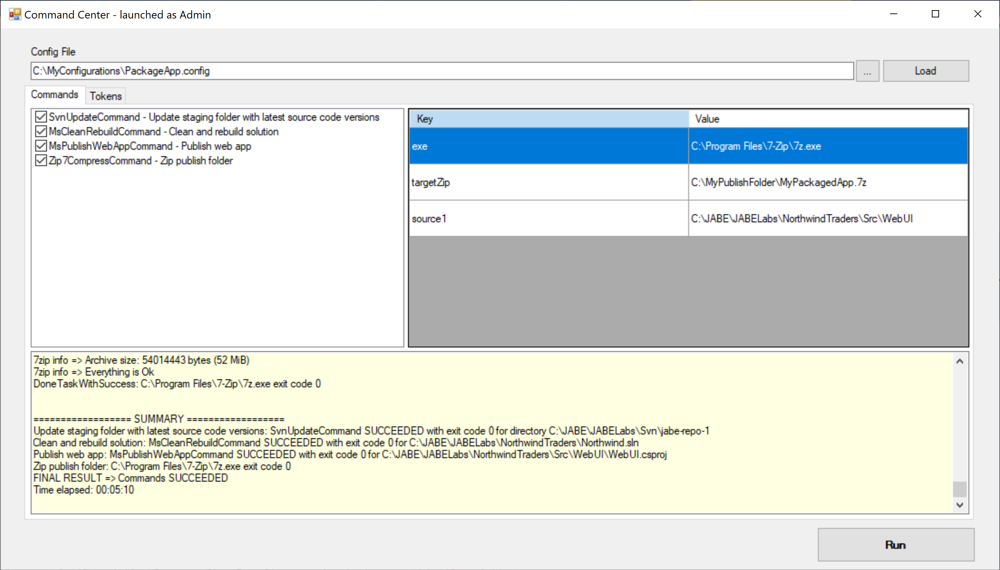 Command Center - launched as Admin
Config File
C:\MyConfigurations\PackageApp.config
...
Load
Commands
Tokens
SvnUpdateCommand - Update staging folder with latest source code versions
MsCleanRebuildCommand - Clean and rebuild solution
MsPublishWebAppCommand - Publish web app
Zip7CompressCommand - Zip publish folder
Key Value
exe C:\Program Files\7-Zip\7z.exe
targetZip C:\MyPublishFolder\MyPackagedApp.7z
source1 C:\JABE\JABELabs\NorthwindTraders\Src\WebUI
7zip info => Archive size: 54014443 bytes (52 MiB)
7zip info => Everything is Ok
DoneTaskWithSuccess: C:\Program Files\7-Zip\7z.exe exit code 0
================== SUMMARY ==================
Update staging folder with latest source code versions: SvnUpdateCommand SUCCEEDED with exit code 0 for directory C:\JABE\JABELabs\Svn\jabe-repo-1
Clean and rebuild solution: MsCleanRebuildCommand SUCCEEDED with exit code 0 for C:\JABE\JABELabs\NorthwindTraders\Northwind.sln
Publish web app: MsPublishWebAppCommand SUCCEEDED with exit code 0 for C:\JABE\JABELabs\NorthwindTraders\Src\WebUI\WebUI.csproj
Zip publish folder: C:\Program Files\7-Zip\7z.exe exit code 0
FINAL RESULT => Commands SUCCEEDED
Time elapsed: 00:05:10
Run